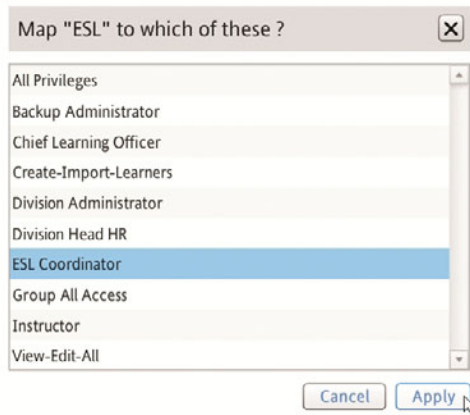 Map "ESL" to which of these ?
All Privileges
Backup Administrator
Chief Learning Officer
Create-Import-Learners
Division Administrator
Division Head HR
ESL Coordinator
Group All Access
Instructor
View-Edit-All
Cancel Apply